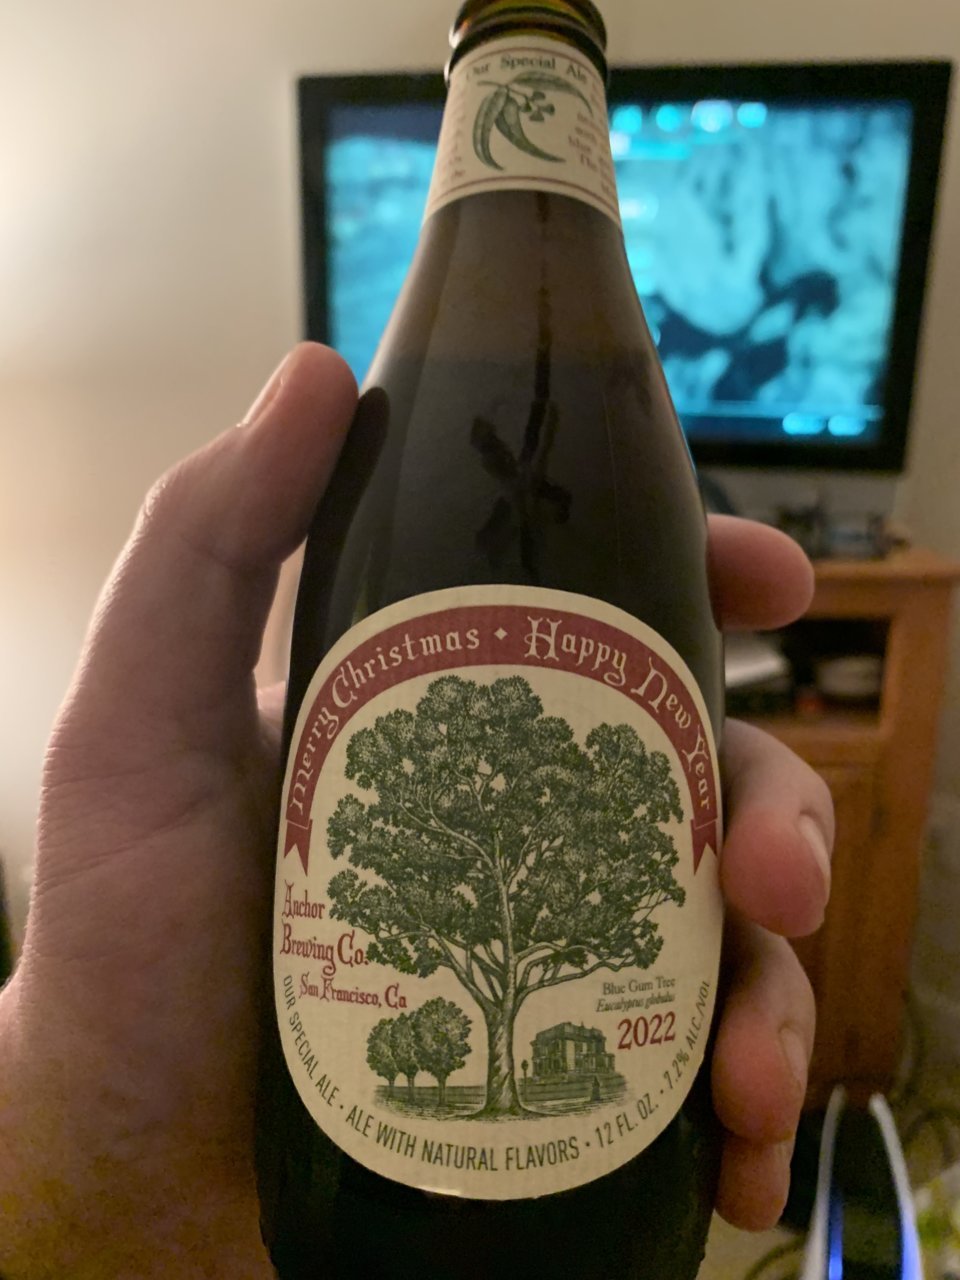 Our Special Ale
Merry Christmas ✦ Happy New Year
Anchor
Brewing Co.
San Francisco, Ca
Blue Gum Tree
Eucalyptus globulus
2022
OUR SPECIAL ALE • ALE WITH NATURAL FLAVORS • 12 FL. OZ. • 7.2% ALC/VOL